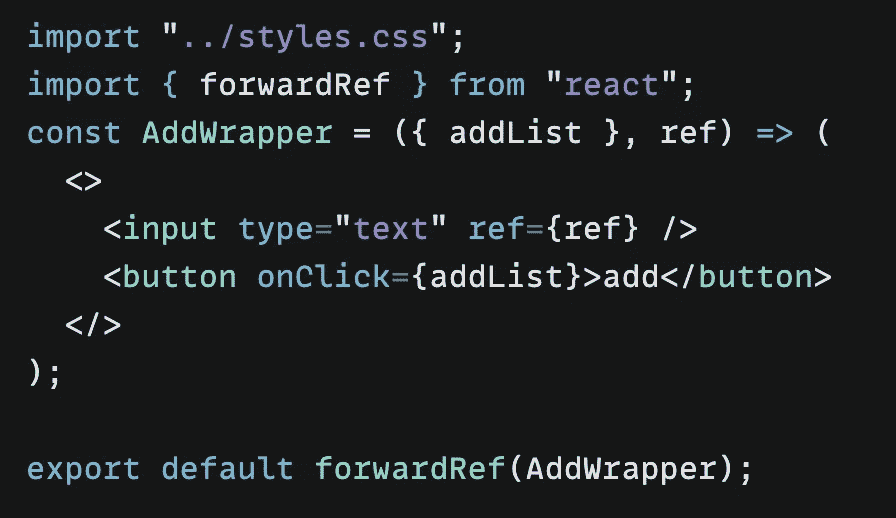 import "../styles.css";
import { forwardRef } from "react";
const AddWrapper = ({ addList }, ref) => (
  <>
    <input type="text" ref={ref} />
    <button onClick={addList}>add</button>
  </>
);

export default forwardRef(AddWrapper);